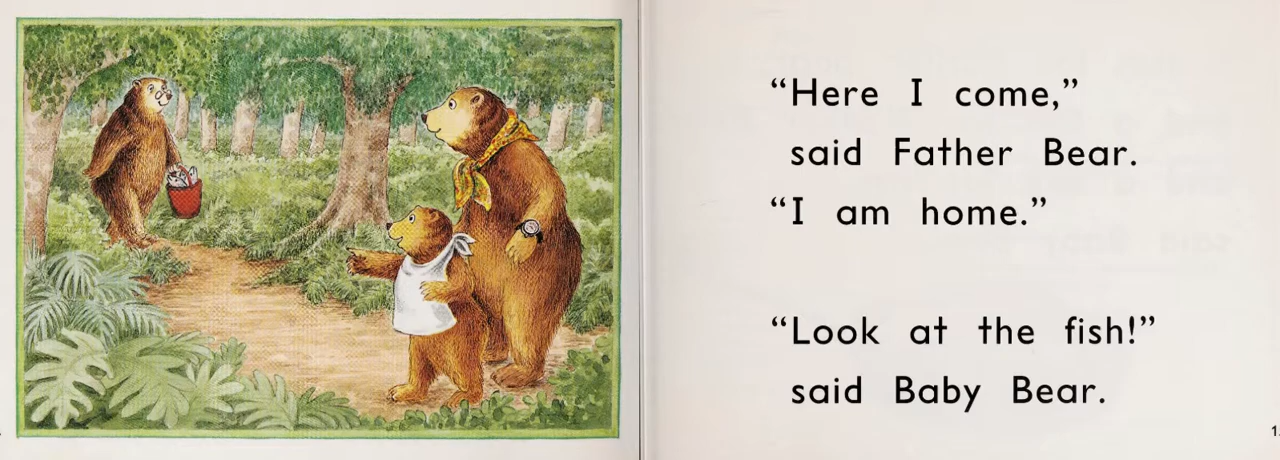 “Here I come,”
said Father Bear.
“I am home.”
“Look at the fish!”
said Baby Bear.